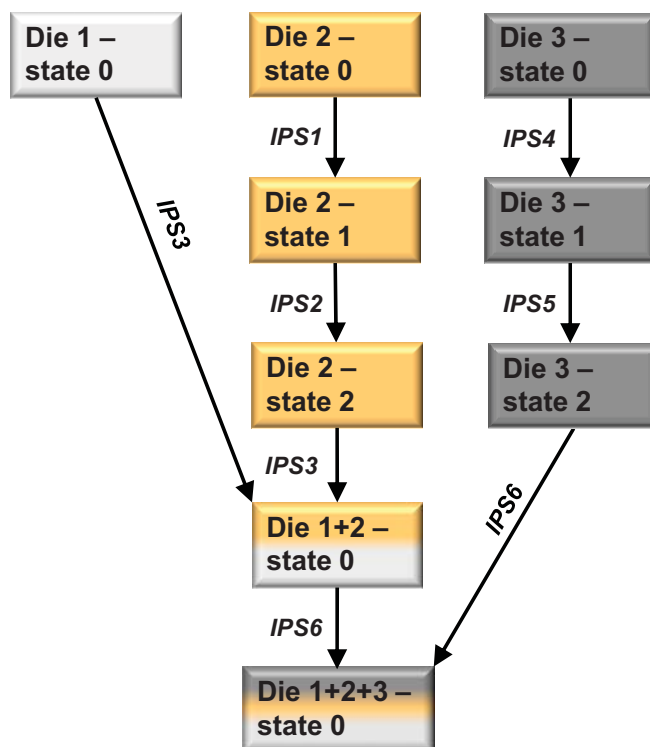 Die 1 –
state 0
Die 2 –
state 0
Die 3 –
state 0
IPS1
IPS4
IPS3
Die 2 –
state 1
Die 3 –
state 1
IPS2
IPS5
Die 2 –
state 2
Die 3 –
state 2
IPS3
IPS6
Die 1+2 –
state 0
IPS6
Die 1+2+3 –
state 0